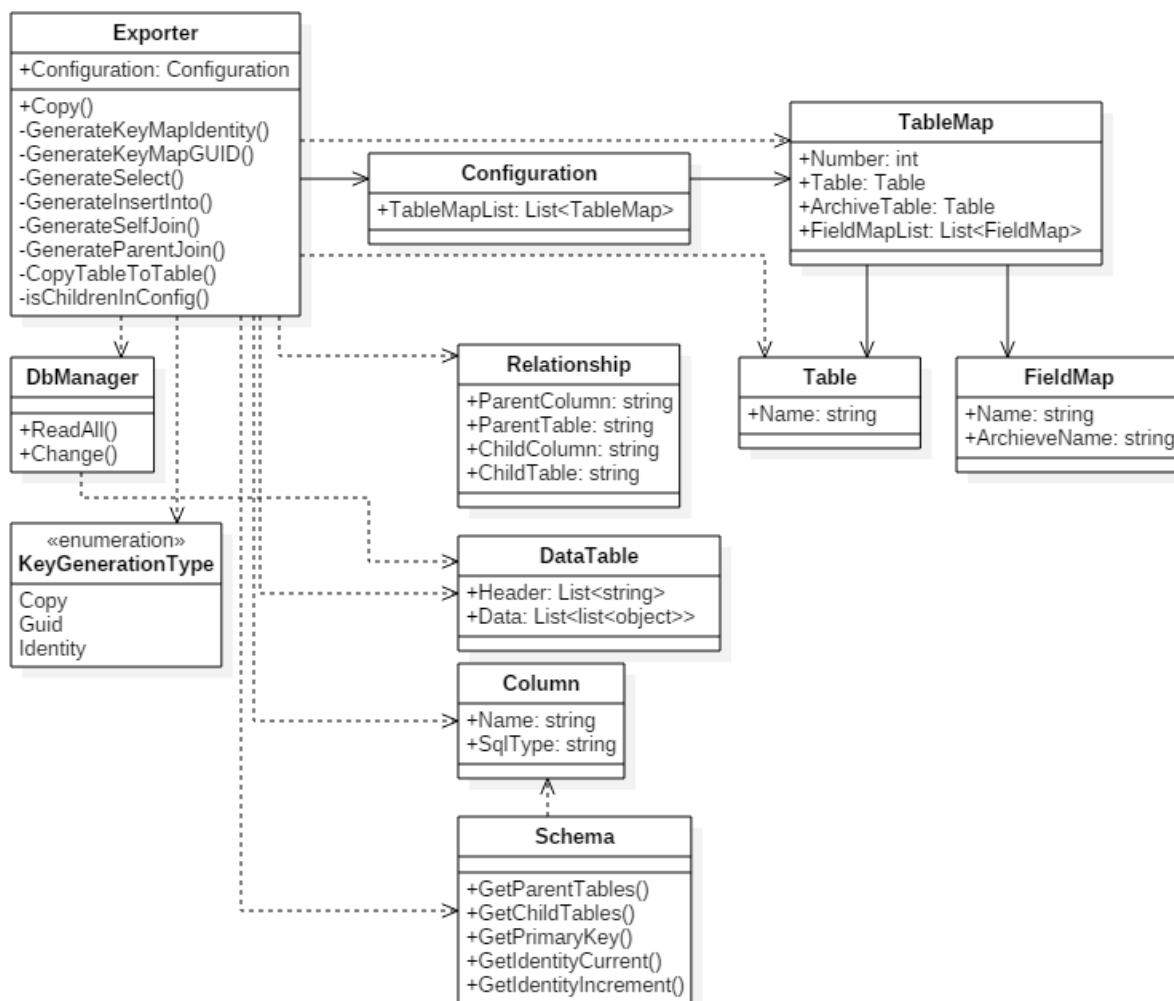 Exporter
+Configuration: Configuration
+Copy()
-GenerateKeyMapIdentity()
-GenerateKeyMapGUID()
-GenerateSelect()
-GenerateInsertInto()
-GenerateSelfJoin()
-GenerateParentJoin()
-CopyTableToTable()
-isChildrenInConfig()
Configuration
+TableMapList: List<TableMap>
TableMap
+Number: int
+Table: Table
+ArchiveTable: Table
+FieldMapList: List<FieldMap>
DbManager
+ReadAll()
+Change()
Relationship
+ParentColumn: string
+ParentTable: string
+ChildColumn: string
+ChildTable: string
Table
+Name: string
FieldMap
+Name: string
+ArchieveName: string
«enumeration»
KeyGenerationType
Copy
Guid
Identity
DataTable
+Header: List<string>
+Data: List<list<object>>
Column
+Name: string
+SqlType: string
Schema
+GetParentTables()
+GetChildTables()
+GetPrimaryKey()
+GetIdentityCurrent()
+GetIdentityIncrement()